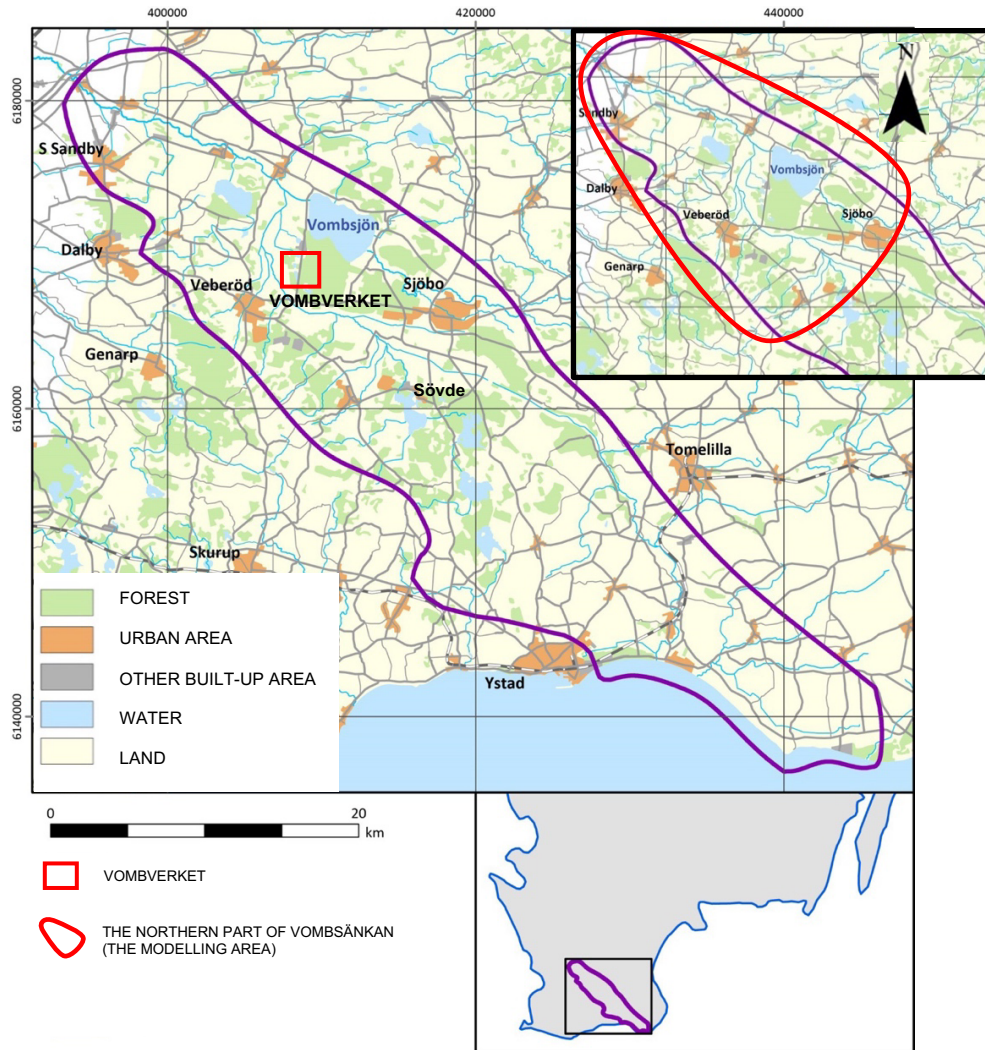 400000
420000
440000
6180000
6160000
6140000
S Sandby
Dalby
Vombsjön
Veberöd
Sjöbo
VOMBVERKET
Genarp
Sövde
Tomelilla
Skurup
Ystad
N
Sandby
Vombsjön
Dalby
Veberöd
Sjöbo
Genarp
FOREST
URBAN AREA
OTHER BUILT-UP AREA
WATER
LAND
0 20
km
VOMBVERKET
THE NORTHERN PART OF VOMBSÄNKAN
(THE MODELLING AREA)